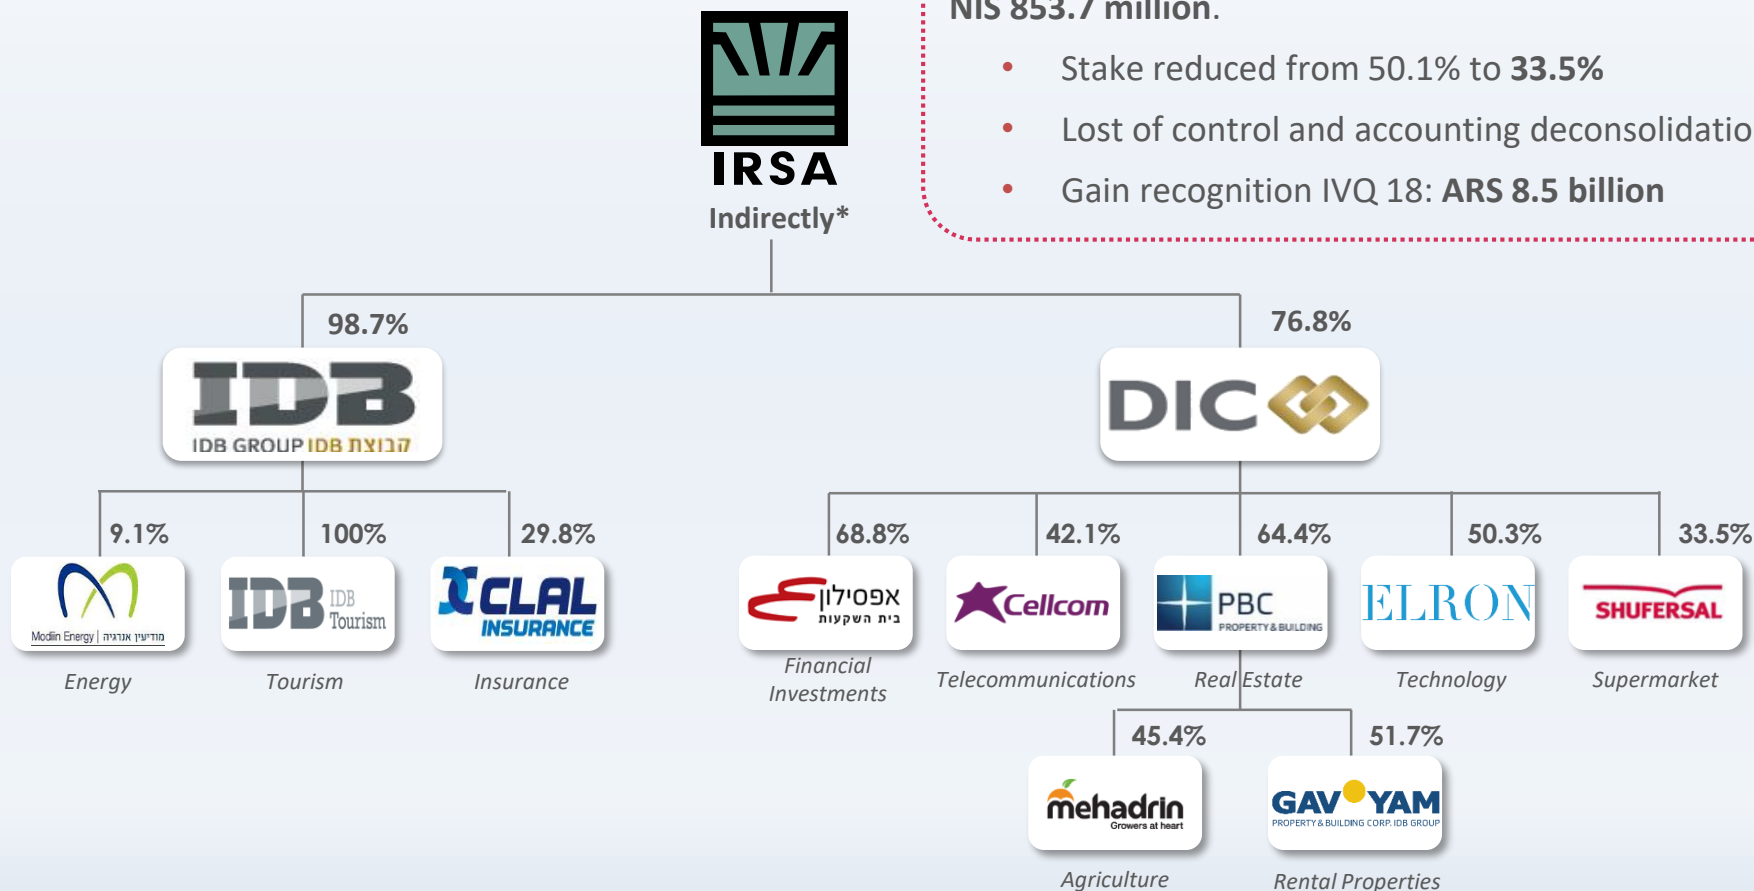 NIS 853.7 million.
• Stake reduced from 50.1% to 33.5%
• Lost of control and accounting deconsolidatio
• Gain recognition IVQ 18: ARS 8.5 billion
IRSA
Indirectly*
98.7%
76.8%
IDB
IDB GROUP קבוצת IDB
DIC
9.1%
100%
29.8%
68.8%
42.1%
64.4%
50.3%
33.5%
Modiin Energy | מודיעין אנרגיה
IDB IDB
Tourism
CLAL
INSURANCE
אפסילון
בית השקעות
Cellcom
PBC
PROPERTY & BUILDING
ELRON
SHUFERSAL
Energy
Tourism
Insurance
Financial
Investments
Telecommunications
Real Estate
Technology
Supermarket
45.4%
51.7%
mehadrin
Growers at heart
GAV YAM
PROPERTY & BUILDING CORP. IDB GROUP
Agriculture
Rental Properties